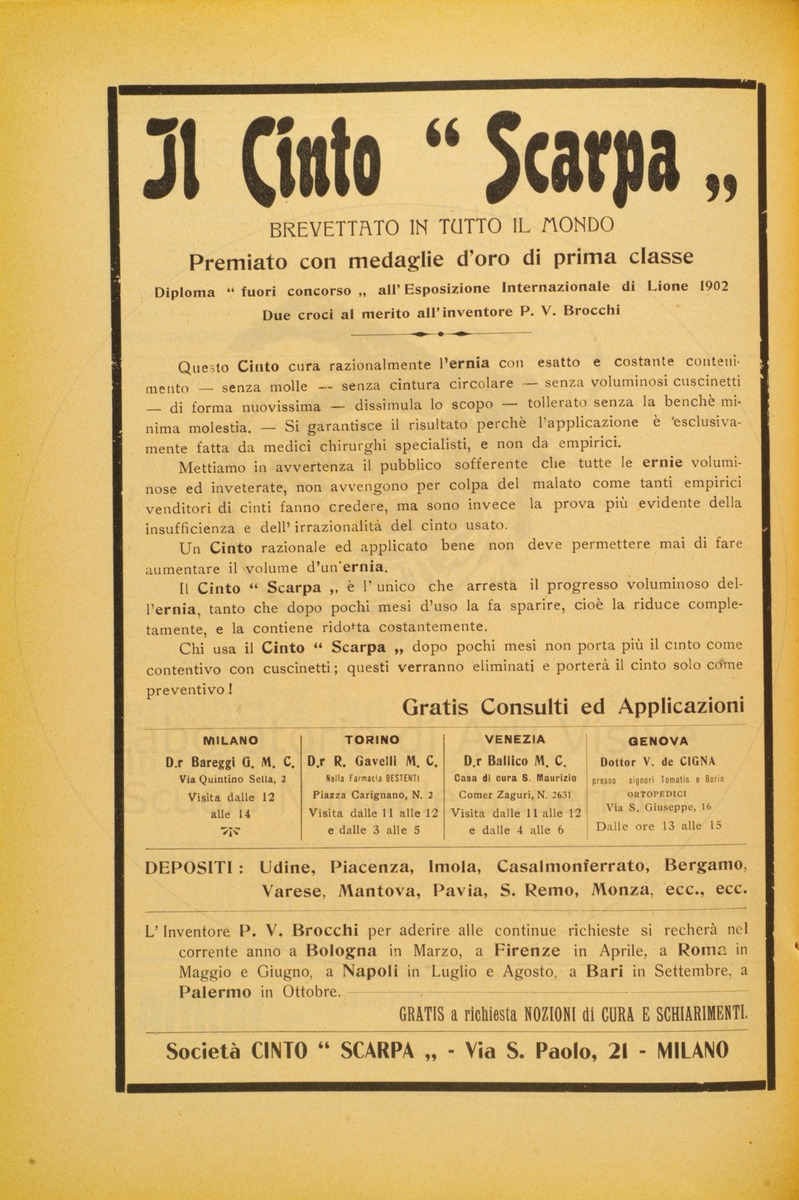 Il Cinto “ Scarpa „
BREVETTATO IN TUTTO IL MONDO
Premiato con medaglie d'oro di prima classe
Diploma “ fuori concorso „ all' Esposizione Internazionale di Lione 1902
Due croci al merito all'inventore P. V. Brocchi
Questo Cinto cura razionalmente l'ernia con esatto e costante conteni-
mento — senza molle — senza cintura circolare — senza voluminosi cuscinetti
— di forma nuovissima — dissimula lo scopo — tollerato senza la benchè mi-
nima molestia. — Si garantisce il risultato perchè l'applicazione è 'esclusiva-
mente fatta da medici chirurghi specialisti, e non da empirici.
Mettiamo in avvertenza il pubblico sofferente che tutte le ernie volumi-
nose ed inveterate, non avvengono per colpa del malato come tanti empirici
venditori di cinti fanno credere, ma sono invece la prova più evidente della
insufficienza e dell' irrazionalità del cinto usato.
Un Cinto razionale ed applicato bene non deve permettere mai di fare
aumentare il volume d'un'ernia.
Il Cinto “ Scarpa „ è l' unico che arresta il progresso voluminoso del-
l'ernia, tanto che dopo pochi mesi d'uso la fa sparire, cioè la riduce comple-
tamente, e la contiene ridotta costantemente.
Chi usa il Cinto “ Scarpa „ dopo pochi mesi non porta più il cinto come
contentivo con cuscinetti ; questi verranno eliminati e porterà il cinto solo come
preventivo !
Gratis Consulti ed Applicazioni
MILANO
D.r Bareggi G. M. C.
Via Quintino Sella, 2
Visita dalle 12
alle 14
TORINO
D.r R. Gavelli M. C.
Nella Farmacia BESTENTI
Piazza Carignano, N. 2
Visita dalle 11 alle 12
e dalle 3 alle 5
VENEZIA
D.r Ballico M. C.
Casa di cura S. Maurizio
Comer Zaguri, N. 2631
Visita dalle 11 alle 12
e dalle 4 alle 6
GENOVA
Dottor V. de CIGNA
presso signori Tomatis e Borio
ORTOPEDICI
Via S. Giuseppe, 16
Dalle ore 13 alle 15
DEPOSITI : Udine, Piacenza, Imola, Casalmonferrato, Bergamo,
Varese, Mantova, Pavia, S. Remo, Monza, ecc., ecc.
L' Inventore P. V. Brocchi per aderire alle continue richieste si recherà nel
corrente anno a Bologna in Marzo, a Firenze in Aprile, a Roma in
Maggio e Giugno, a Napoli in Luglio e Agosto, a Bari in Settembre, a
Palermo in Ottobre.
GRATIS a richiesta NOZIONI di CURA E SCHIARIMENTI.
Società CINTO “ SCARPA „ - Via S. Paolo, 21 - MILANO